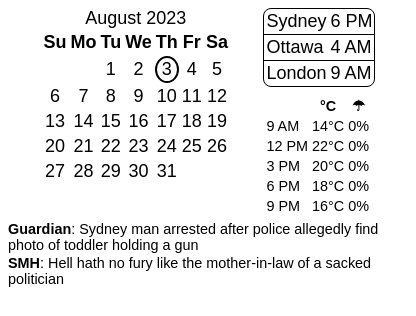 August 2023
Su Mo Tu We Th Fr Sa
1 2 3 4 5
6 7 8 9 10 11 12
13 14 15 16 17 18 19
20 21 22 23 24 25 26
27 28 29 30 31
Sydney 6 PM
Ottawa 4 AM
London 9 AM
°C ☂
9 AM 14°C 0%
12 PM 22°C 0%
3 PM 20°C 0%
6 PM 18°C 0%
9 PM 16°C 0%
Guardian: Sydney man arrested after police allegedly find
photo of toddler holding a gun
SMH: Hell hath no fury like the mother-in-law of a sacked
politician